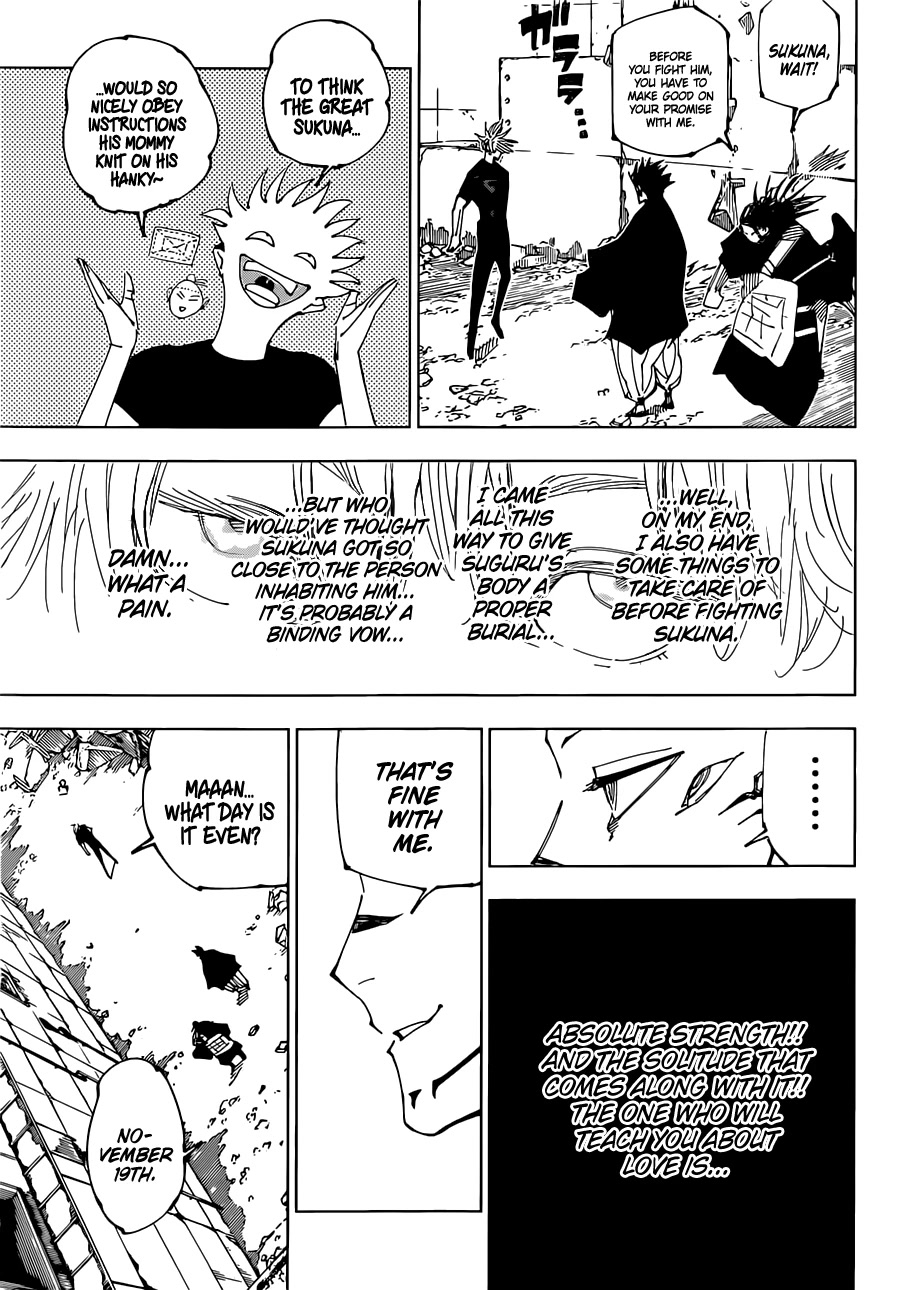 SUKUNA,
WAIT!
BEFORE
YOU FIGHT HIM,
YOU HAVE TO
MAKE GOOD ON
YOUR PROMISE
WITH ME.
ガラララ...
TO THINK
THE GREAT
SUKUNA...
...WOULD SO
NICELY OBEY
INSTRUCTIONS
HIS MOMMY
KNIT ON HIS
HANKY~
...WELL,
ON MY END,
I ALSO HAVE
SOME THINGS TO
TAKE CARE OF
BEFORE FIGHTING
SUKUNA.
I CAME
ALL THIS
WAY TO GIVE
SUGURU'S
BODY A
PROPER
BURIAL...
...BUT WHO
WOULD'VE THOUGHT
SUKUNA GOT SO
CLOSE TO THE PERSON
INHABITING HIM...
IT'S PROBABLY A
BINDING VOW...
DAMN...
WHAT A
PAIN.
.....
ABSOLUTE STRENGTH!!
AND THE SOLITUDE THAT
COMES ALONG WITH IT!!
THE ONE WHO WILL
TEACH YOU ABOUT
LOVE IS...
THAT'S
FINE
WITH
ME.
MAAAN...
WHAT DAY IS
IT EVEN?
NO-
VEMBER
19TH.